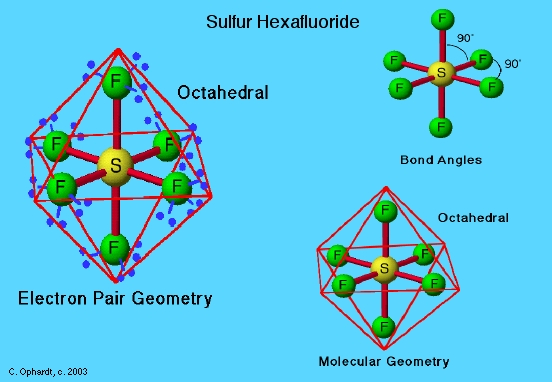 Sulfur Hexafluoride
Octahedral
F
F
F
S
F
F
F
Electron Pair Geometry
F
90°
F
F
S
90°
F
F
F
Bond Angles
Octahedral
F
F
F
S
F
F
F
Molecular Geometry
C. Ophardt, c. 2003